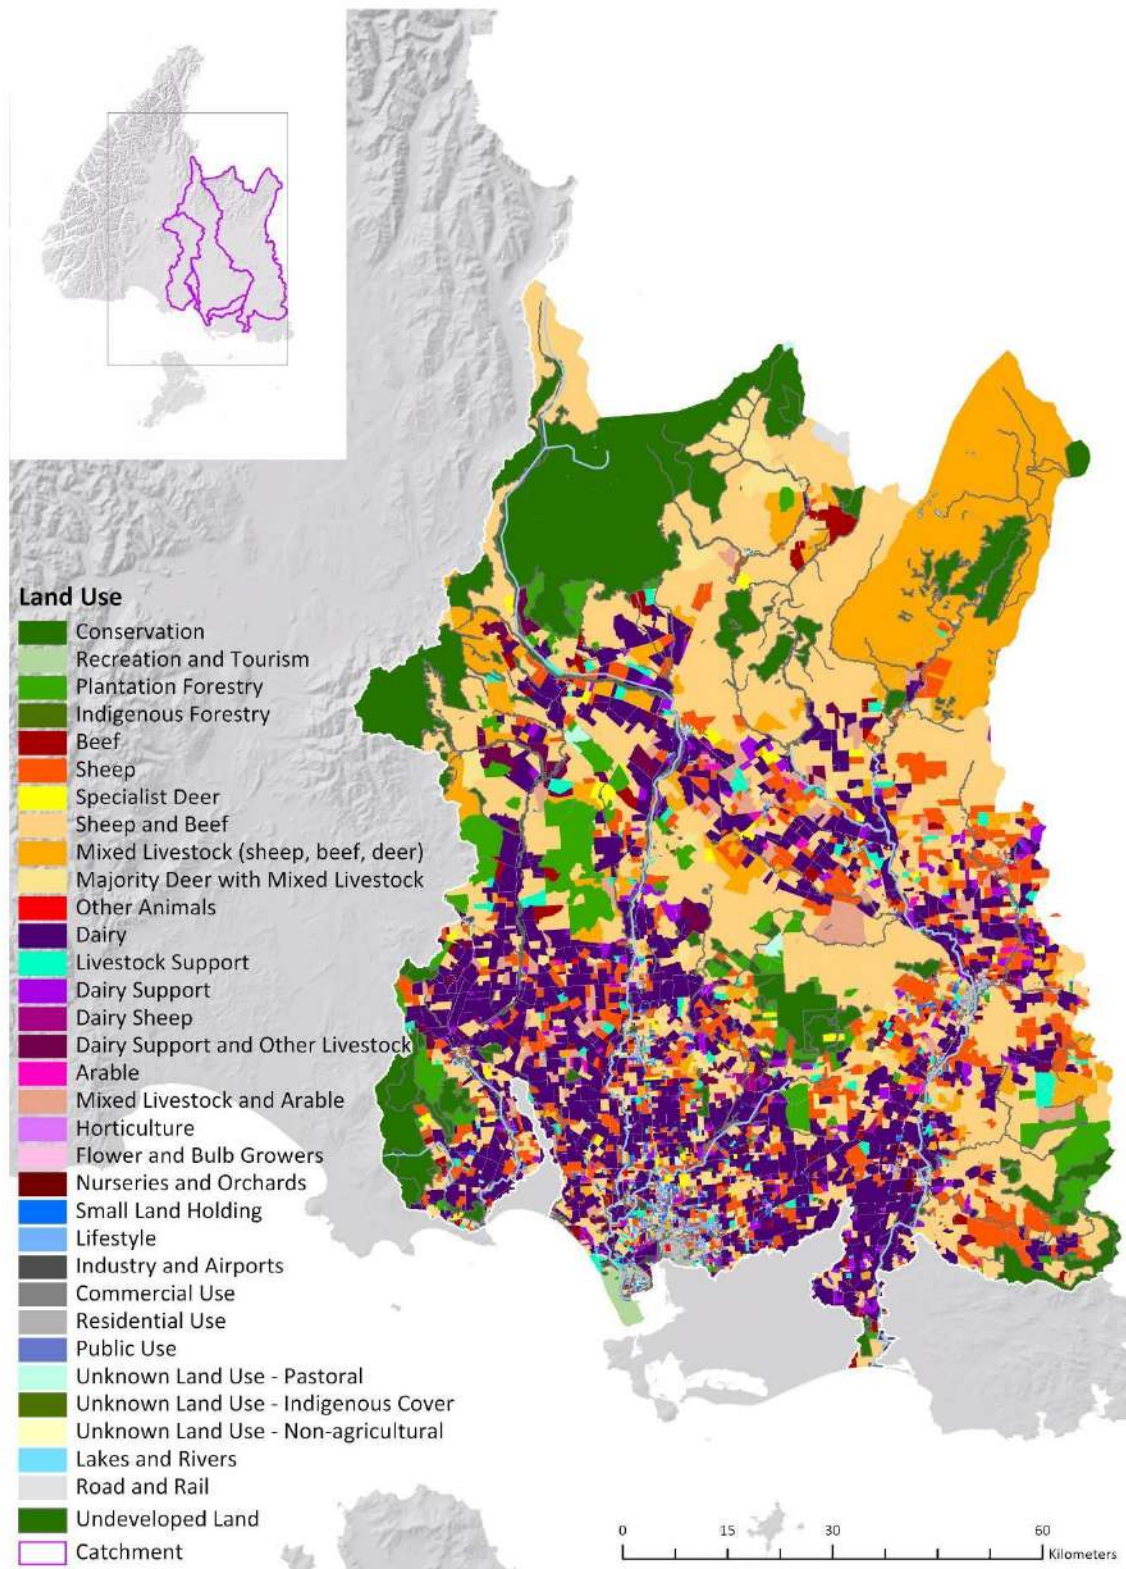 Land Use
Conservation
Recreation and Tourism
Plantation Forestry
Indigenous Forestry
Beef
Sheep
Specialist Deer
Sheep and Beef
Mixed Livestock (sheep, beef, deer)
Majority Deer with Mixed Livestock
Other Animals
Dairy
Livestock Support
Dairy Support
Dairy Sheep
Dairy Support and Other Livestock
Arable
Mixed Livestock and Arable
Horticulture
Flower and Bulb Growers
Nurseries and Orchards
Small Land Holding
Lifestyle
Industry and Airports
Commercial Use
Residential Use
Public Use
Unknown Land Use - Pastoral
Unknown Land Use - Indigenous Cover
Unknown Land Use - Non-agricultural
Lakes and Rivers
Road and Rail
Undeveloped Land
Catchment
0 15 30 60
Kilometers